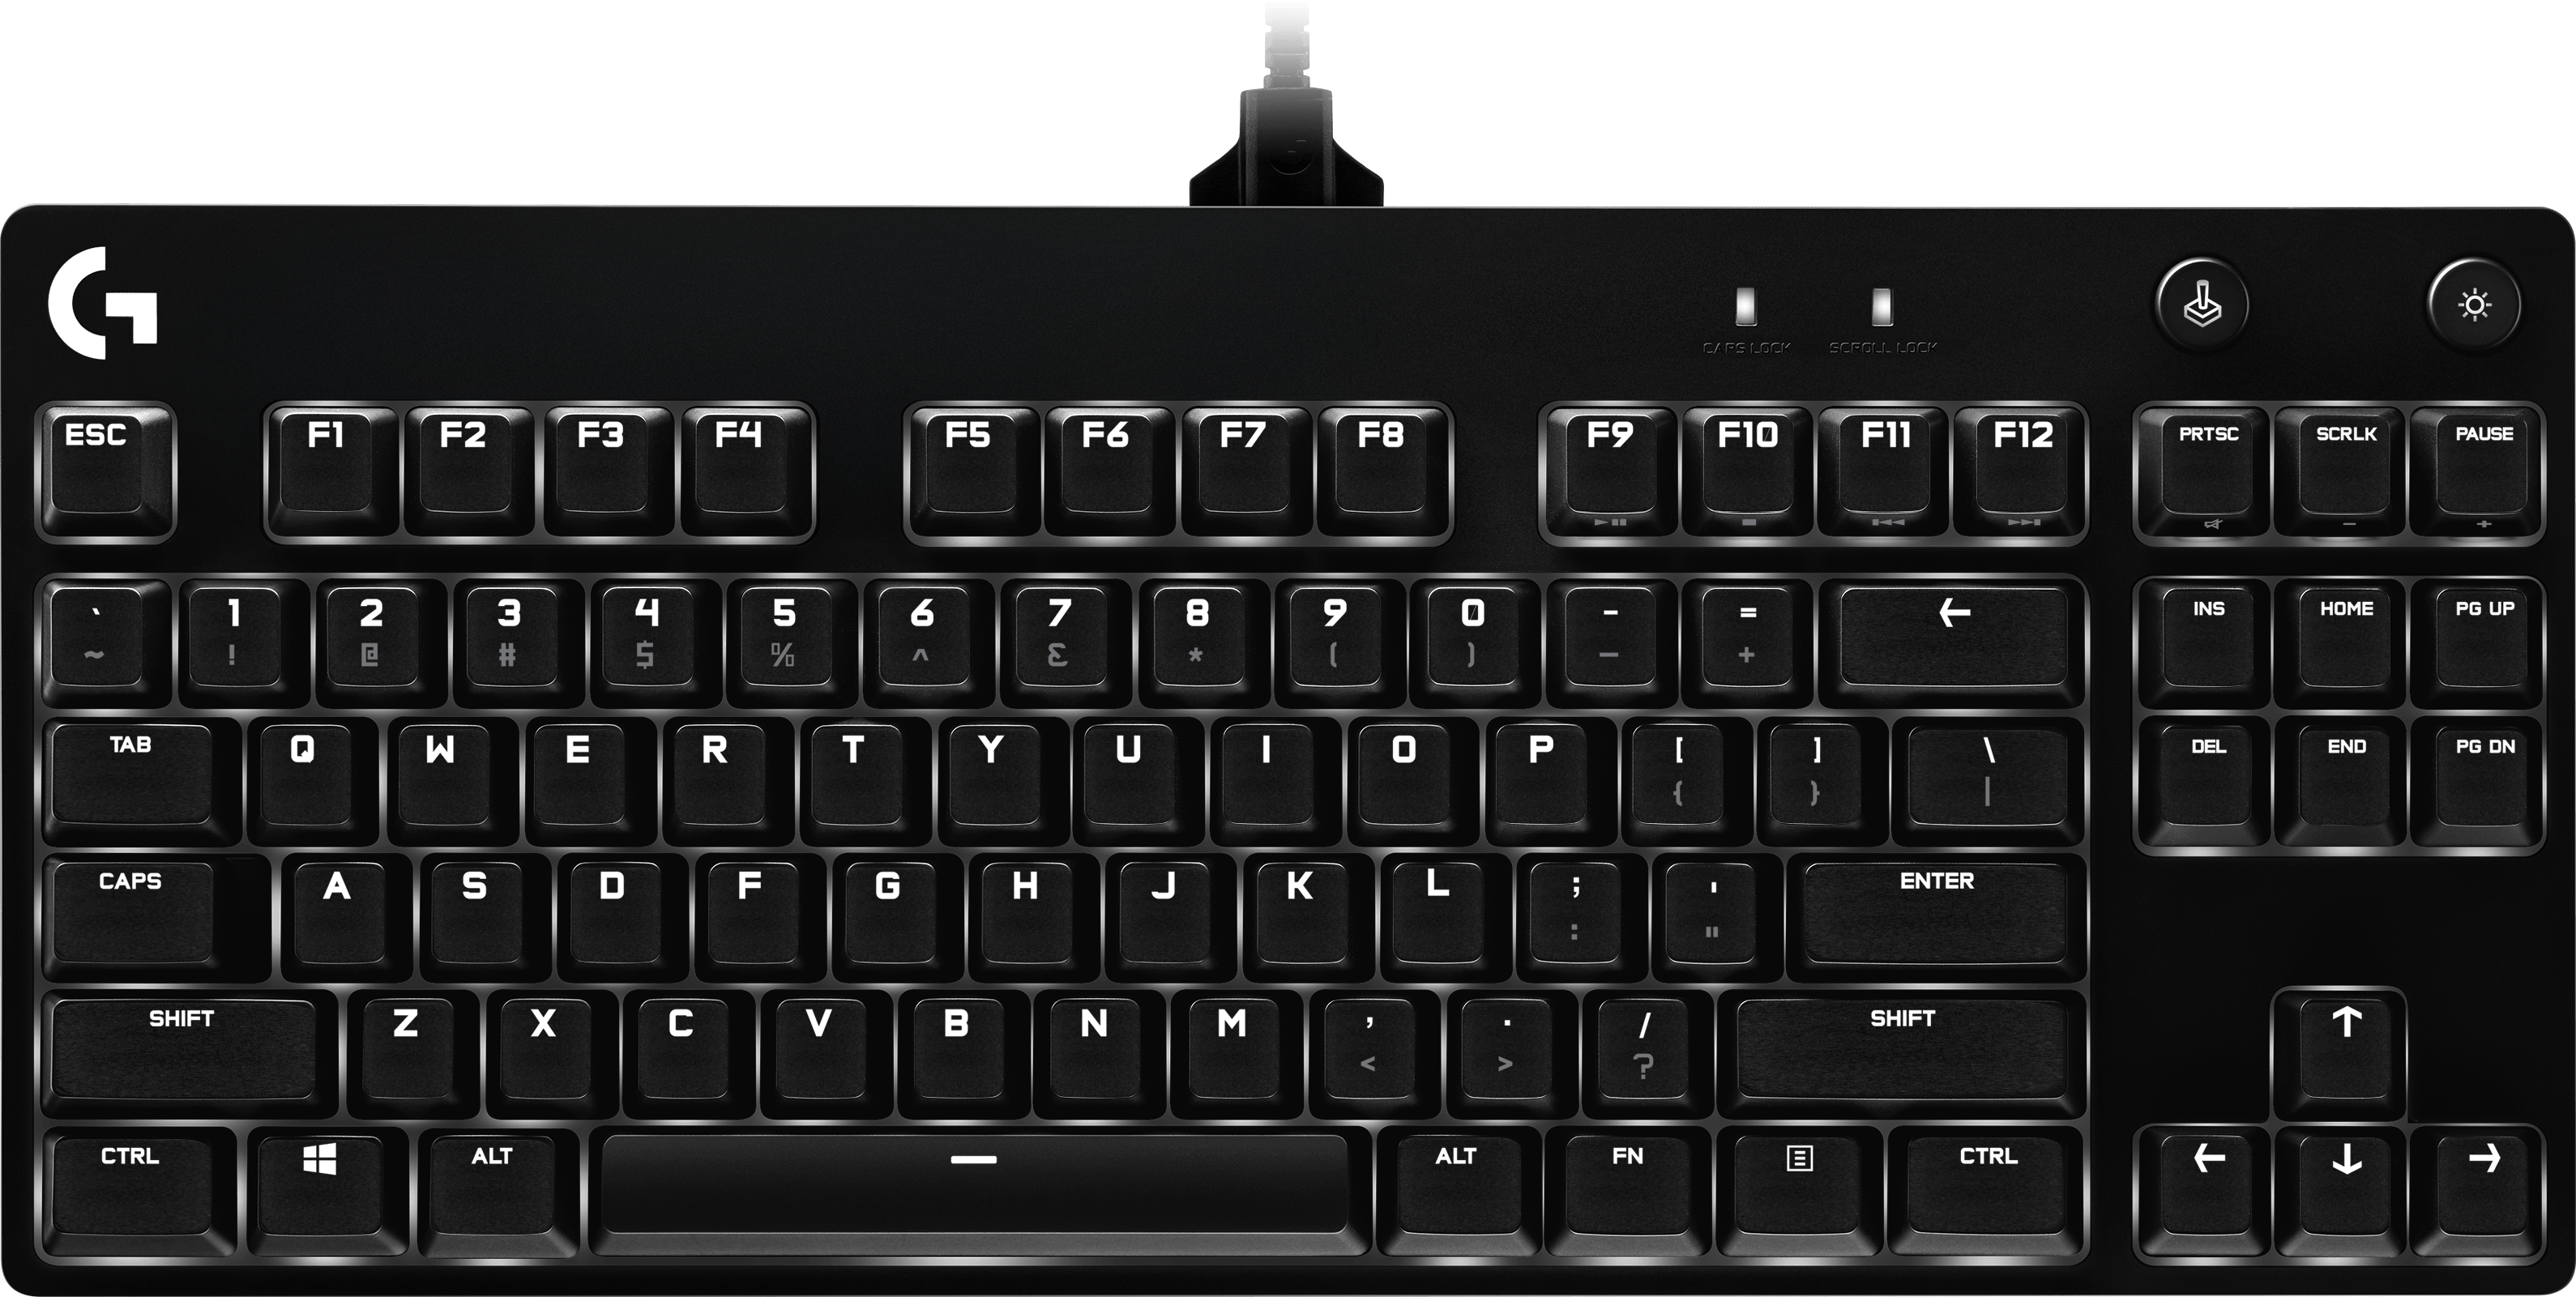 G
CAPS LOCK SCROLL LOCK
ESC F1 F2 F3 F4 F5 F6 F7 F8 F9 F10 F11 F12 PRTSC SCRLK PAUSE
` 1 2 3 4 5 6 7 8 9 0 - = ← INS HOME PG UP
~ ! @ # $ % ^ & * ( ) _ +
TAB Q W E R T Y U I O P [ ] \ DEL END PG DN
{ } |
CAPS A S D F G H J K L ; ' ENTER
: "
SHIFT Z X C V B N M , . / SHIFT ↑
< > ?
CTRL ALT ALT FN CTRL ← ↓ →